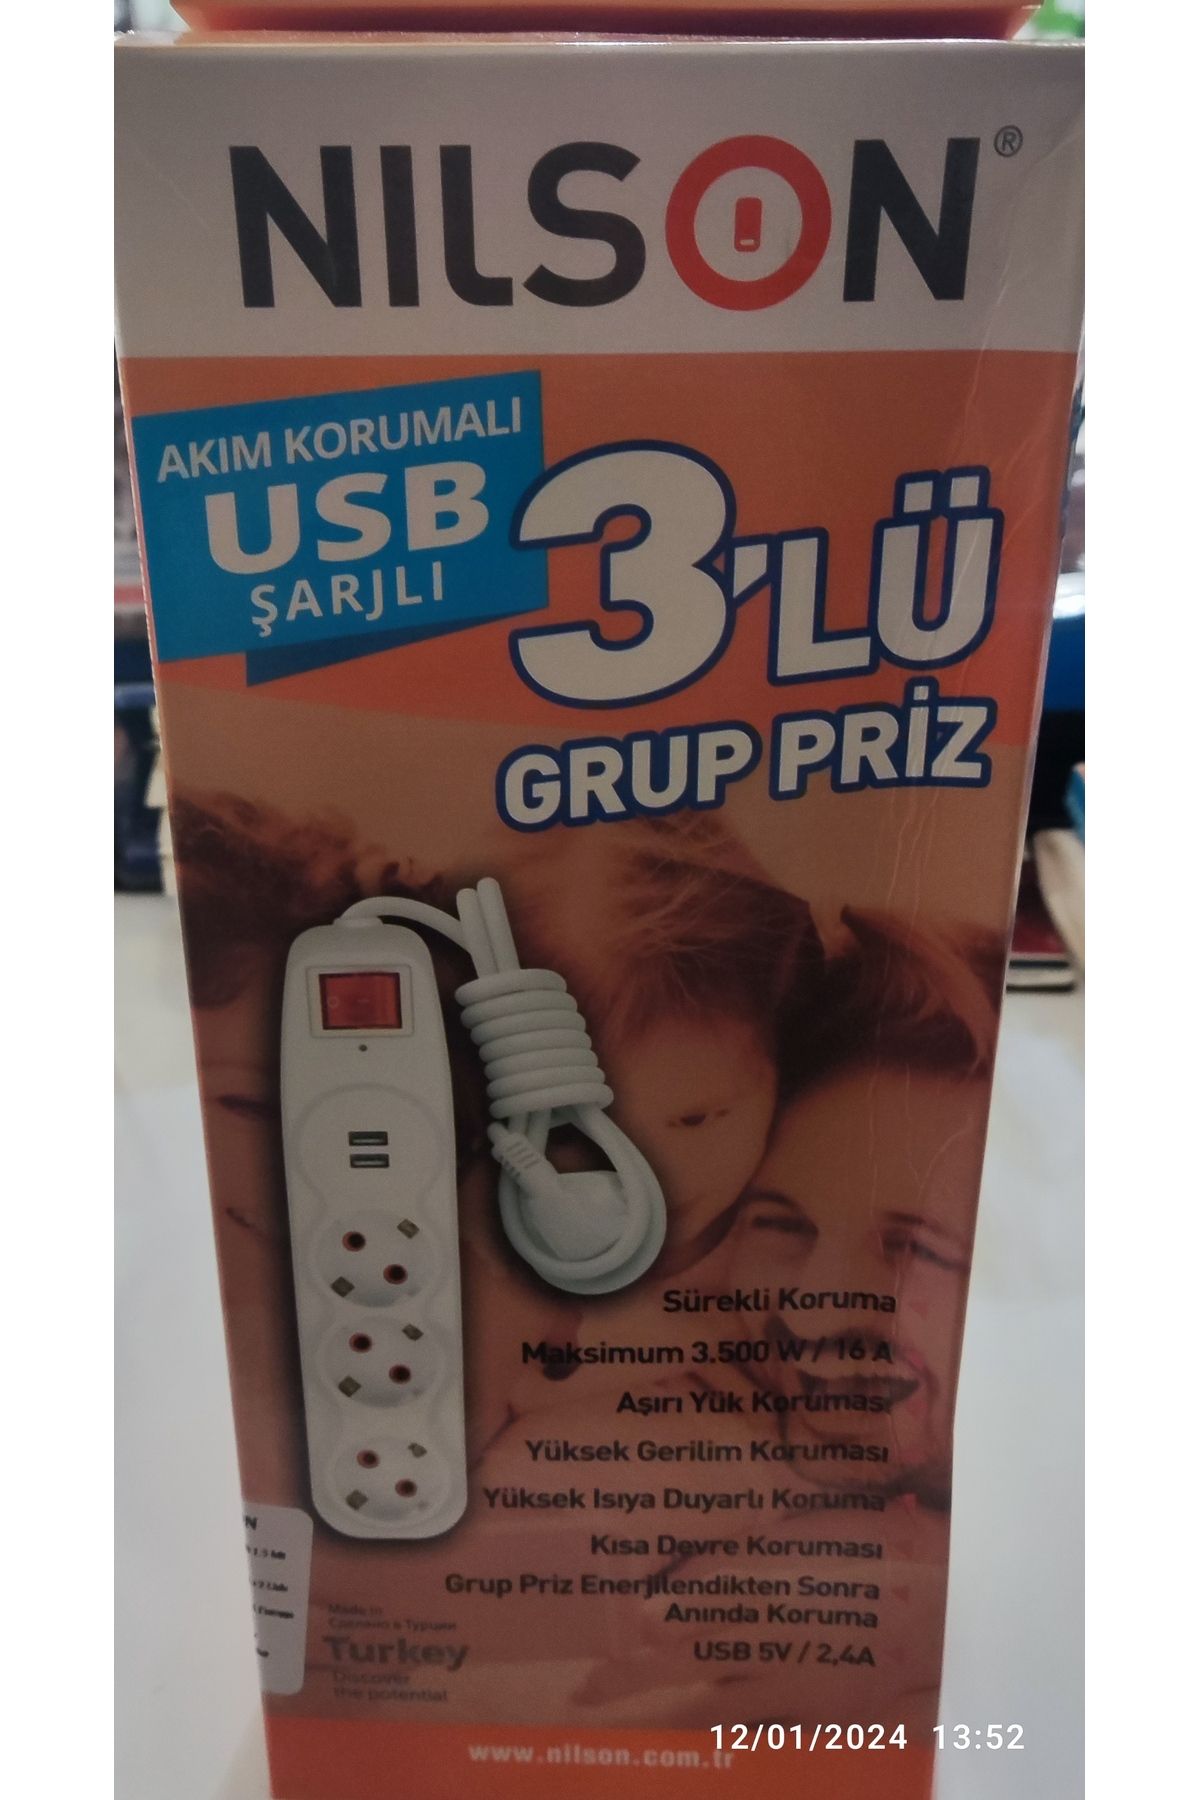 NILSON®
AKIM KORUMALI
USB
ŞARJLI
3'LÜ
GRUP PRİZ
Sürekli Koruma
Maksimum 3.500 W / 16 A
Aşırı Yük Koruması
Yüksek Gerilim Koruması
Yüksek Isıya Duyarlı Koruma
Kısa Devre Koruması
Grup Priz Enerjilendikten Sonra
Anında Koruma
USB 5V / 2,4A
Made in
Сделано в Турции
Turkey
Discover
the potential
www.nilson.com.tr
12/01/2024 13:52